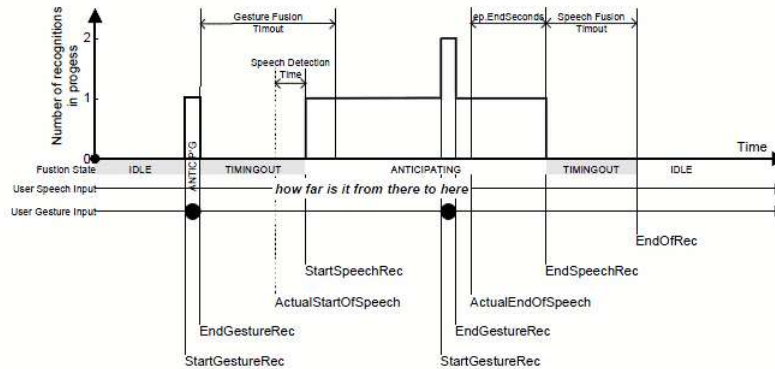 Gesture Fusion
Timout
ep.EndSeconds
Speech Fusion
Timout
Speech Detection
Time
Number of recognitions
in progess
2
1
0
Time
Fustion State
IDLE
ANTICIP'G
TIMINGOUT
ANTICIPATING
TIMINGOUT
IDLE
User Speech Input
how far is it from there to here
User Gesture Input
EndOfRec
StartSpeechRec
EndSpeechRec
ActualStartOfSpeech
ActualEndOfSpeech
EndGestureRec
EndGestureRec
StartGestureRec
StartGestureRec